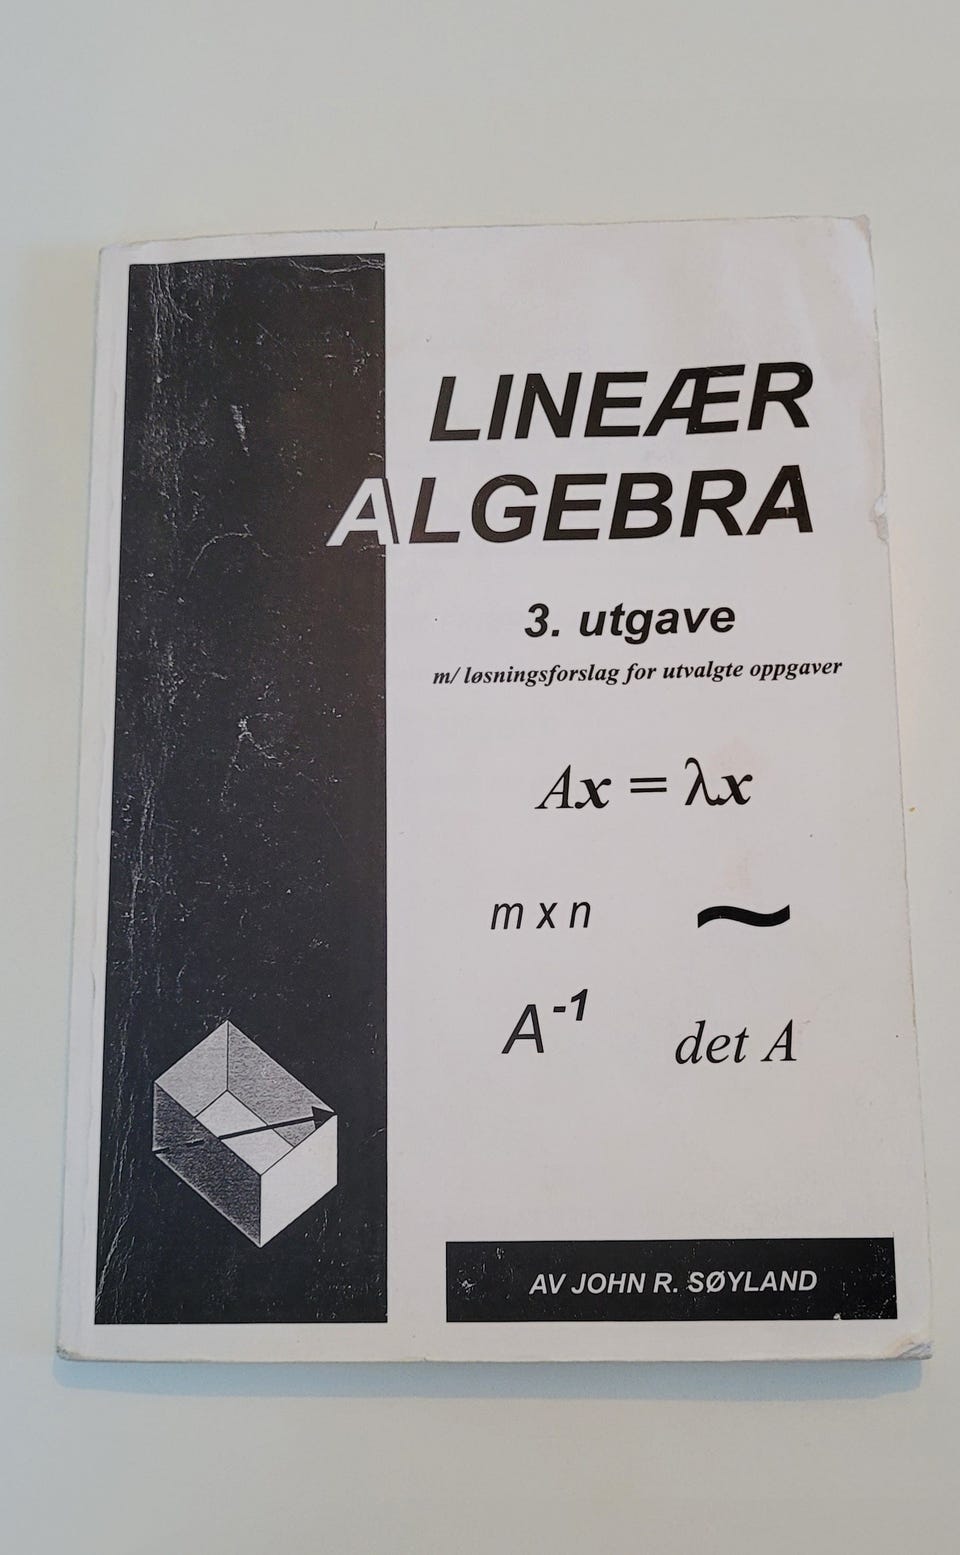 LINEÆR
ALGEBRA
3. utgave
m/ løsningsforslag for utvalgte oppgaver
Ax = λx
m x n ~
A⁻¹ det A
AV JOHN R. SØYLAND